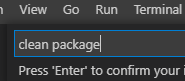 View Go Run Terminal
clean package
Press 'Enter' to confirm your